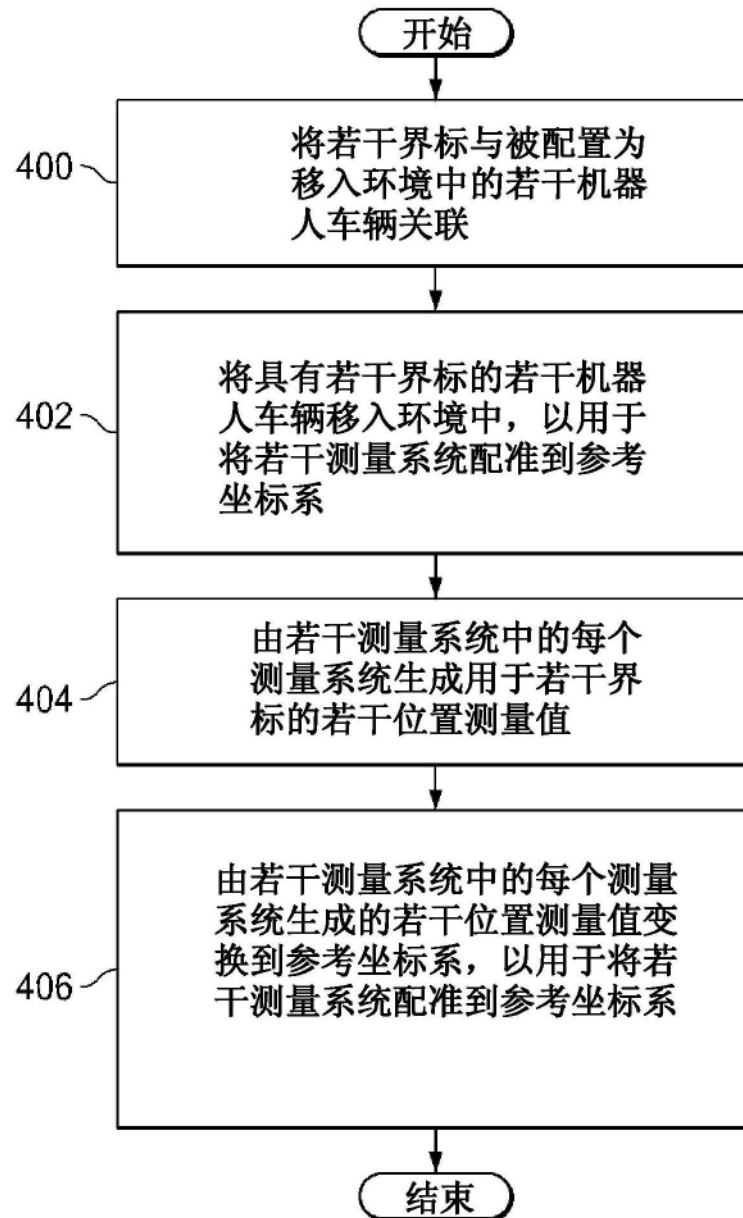 开始
400
将若干界标与被配置为
移入环境中的若干机器
人车辆关联
402
将具有若干界标的若干机器
人车辆移入环境中，以用于
将若干测量系统配准到参考
坐标系
404
由若干测量系统中的每个
测量系统生成用于若干界
标的若干位置测量值
406
由若干测量系统中的每个测量
系统生成的若干位置测量值变
换到参考坐标系，以用于将若
干测量系统配准到参考坐标系
结束